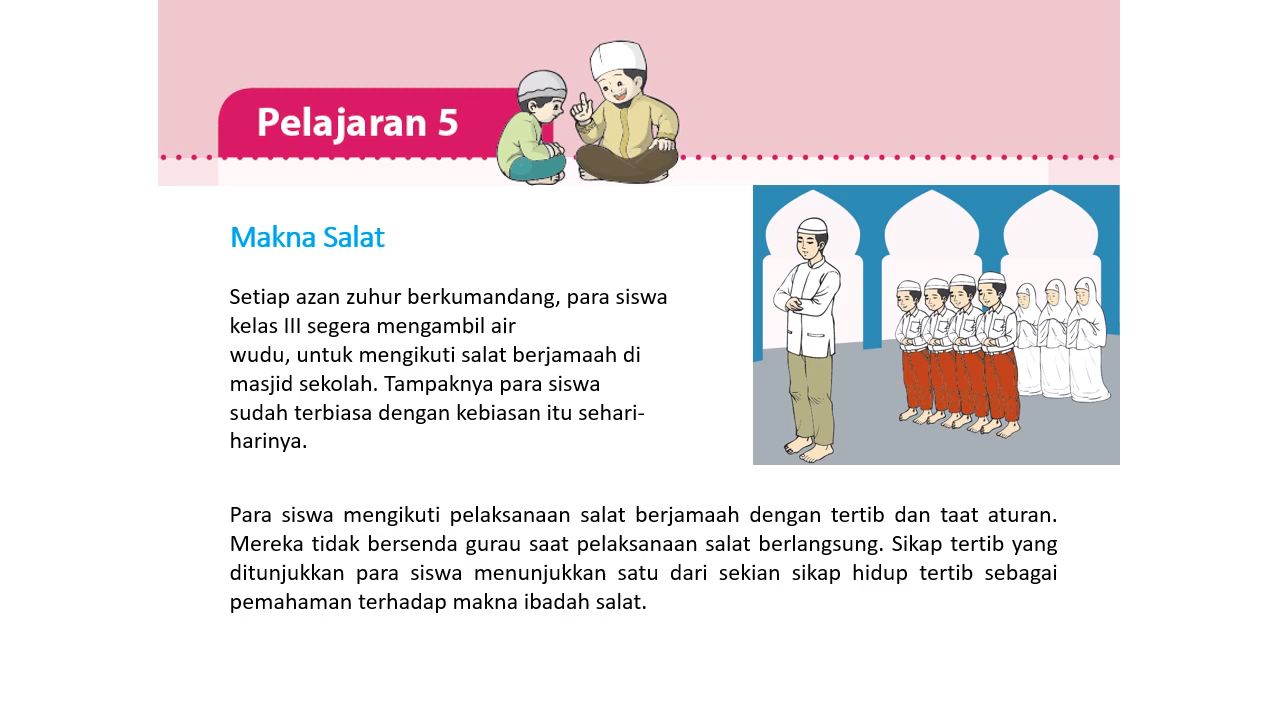 Pelajaran 5
Makna Salat
Setiap azan zuhur berkumandang, para siswa
kelas III segera mengambil air
wudu, untuk mengikuti salat berjamaah di
masjid sekolah. Tampaknya para siswa
sudah terbiasa dengan kebiasan itu sehari-
harinya.
Para siswa mengikuti pelaksanaan salat berjamaah dengan tertib dan taat aturan.
Mereka tidak bersenda gurau saat pelaksanaan salat berlangsung. Sikap tertib yang
ditunjukkan para siswa menunjukkan satu dari sekian sikap hidup tertib sebagai
pemahaman terhadap makna ibadah salat.